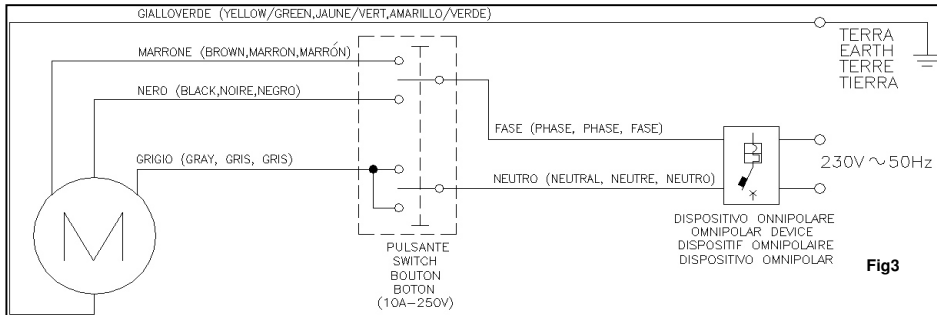 GIALLOVERDE (YELLOW/GREEN,JAUNE/VERT,AMARILLO/VERDE)
TERRA
EARTH
TERRE
TIERRA
MARRONE (BROWN,MARRON,MARRÓN)
NERO (BLACK,NOIRE,NEGRO)
FASE (PHASE, PHASE, FASE)
GRIGIO (GRAY, GRIS, GRIS)
230V ~ 50Hz
NEUTRO (NEUTRAL, NEUTRE, NEUTRO)
M
PULSANTE
SWITCH
BOUTON
BOTON
(10A-250V)
DISPOSITIVO ONNIPOLARE
OMNIPOLAR DEVICE
DISPOSITIF OMNIPOLAIRE
DISPOSITIVO OMNIPOLAR
Fig3